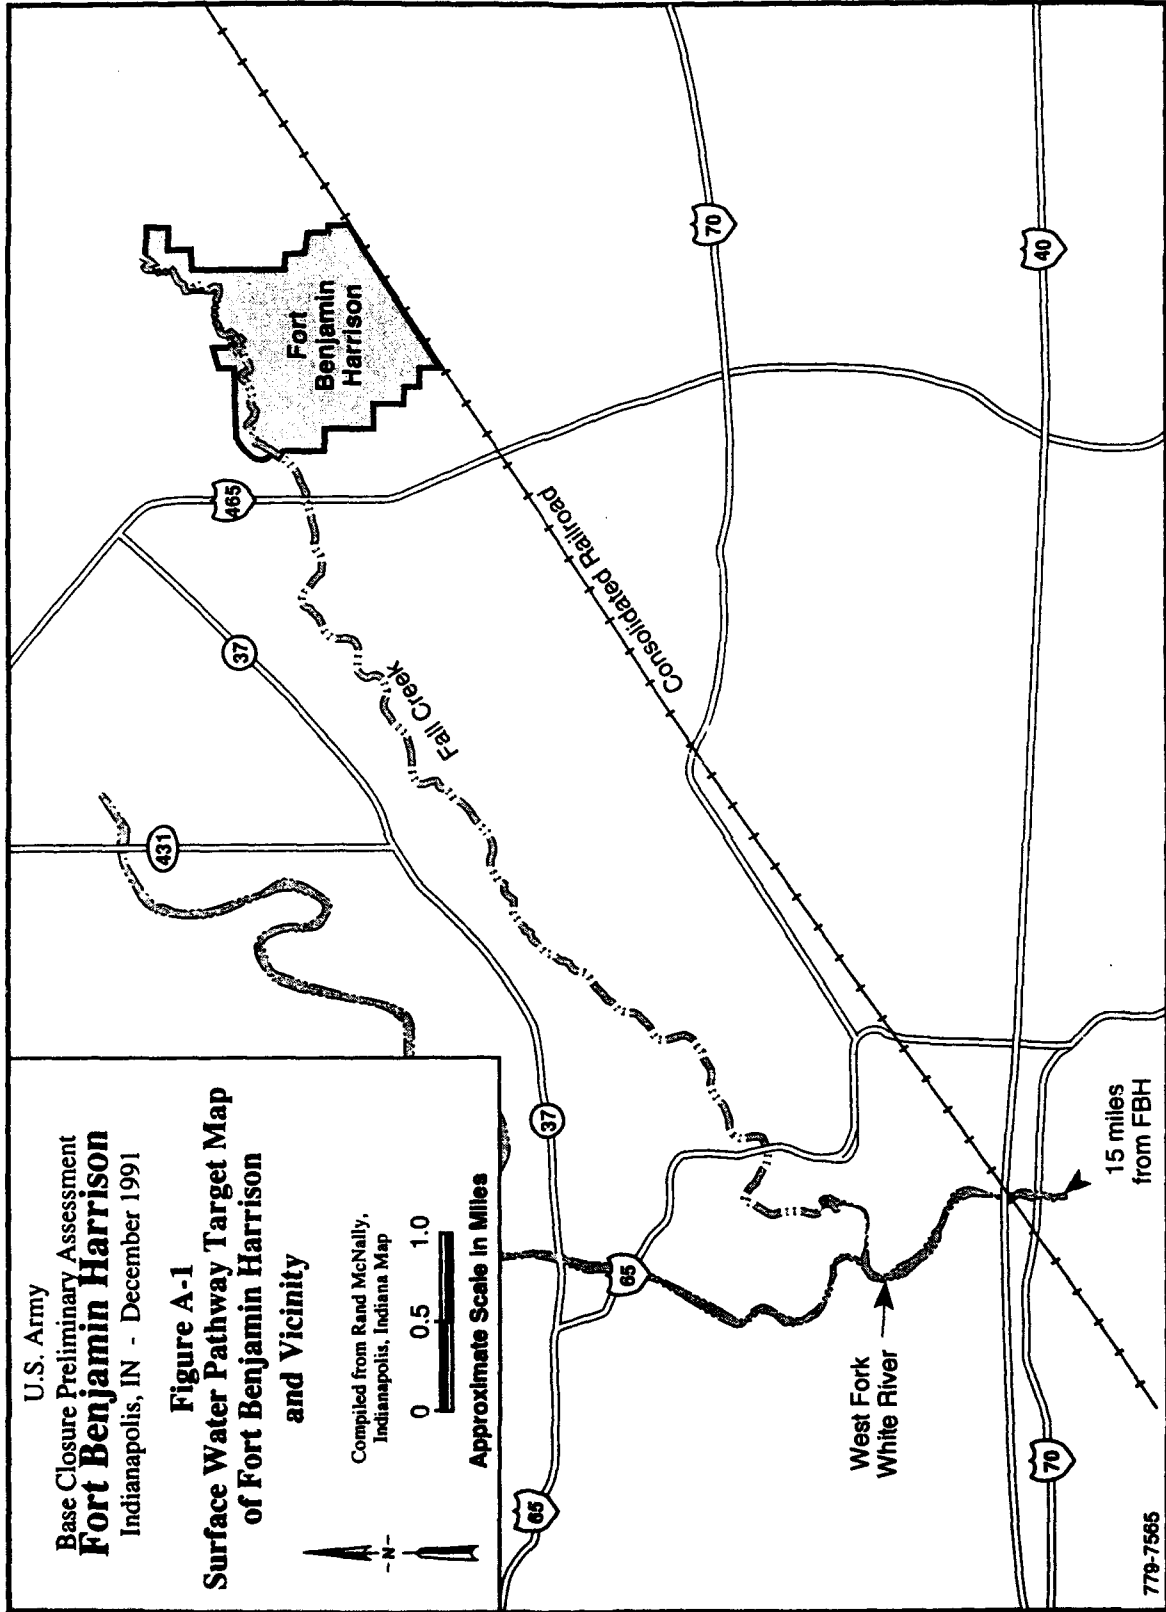 U.S. Army
Base Closure Preliminary Assessment
Fort Benjamin Harrison
Indianapolis, IN - December 1991
Figure A-1
Surface Water Pathway Target Map
of Fort Benjamin Harrison
and Vicinity
Compiled from Rand McNally,
Indianapolis, Indiana Map
-N-
0 0.5 1.0
Approximate Scale in Miles
431
37
465
Fort
Benjamin
Harrison
Fall Creek
Consolidated Railroad
65
37
65
70
West Fork
White River
15 miles
from FBH
70
40
779-7565